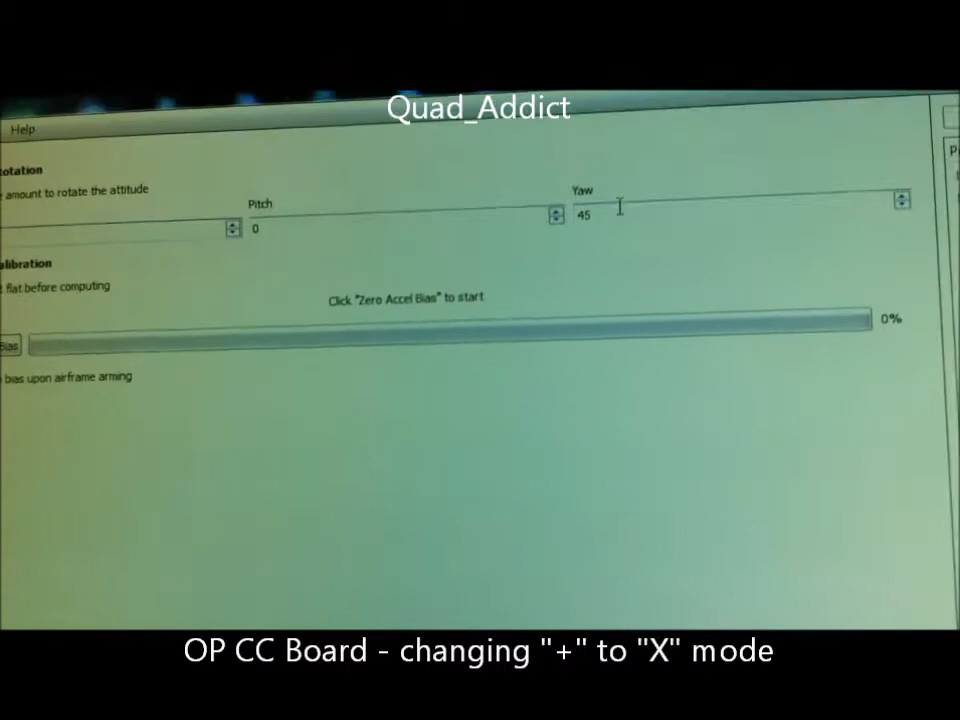 Quad_Addict
Help
otation
amount to rotate the attitude
Pitch
Yaw
0
45
alibration
flat before computing
Click "Zero Accel Bias" to start
Bias
0%
bias upon airframe arming
OP CC Board - changing "+" to "X" mode